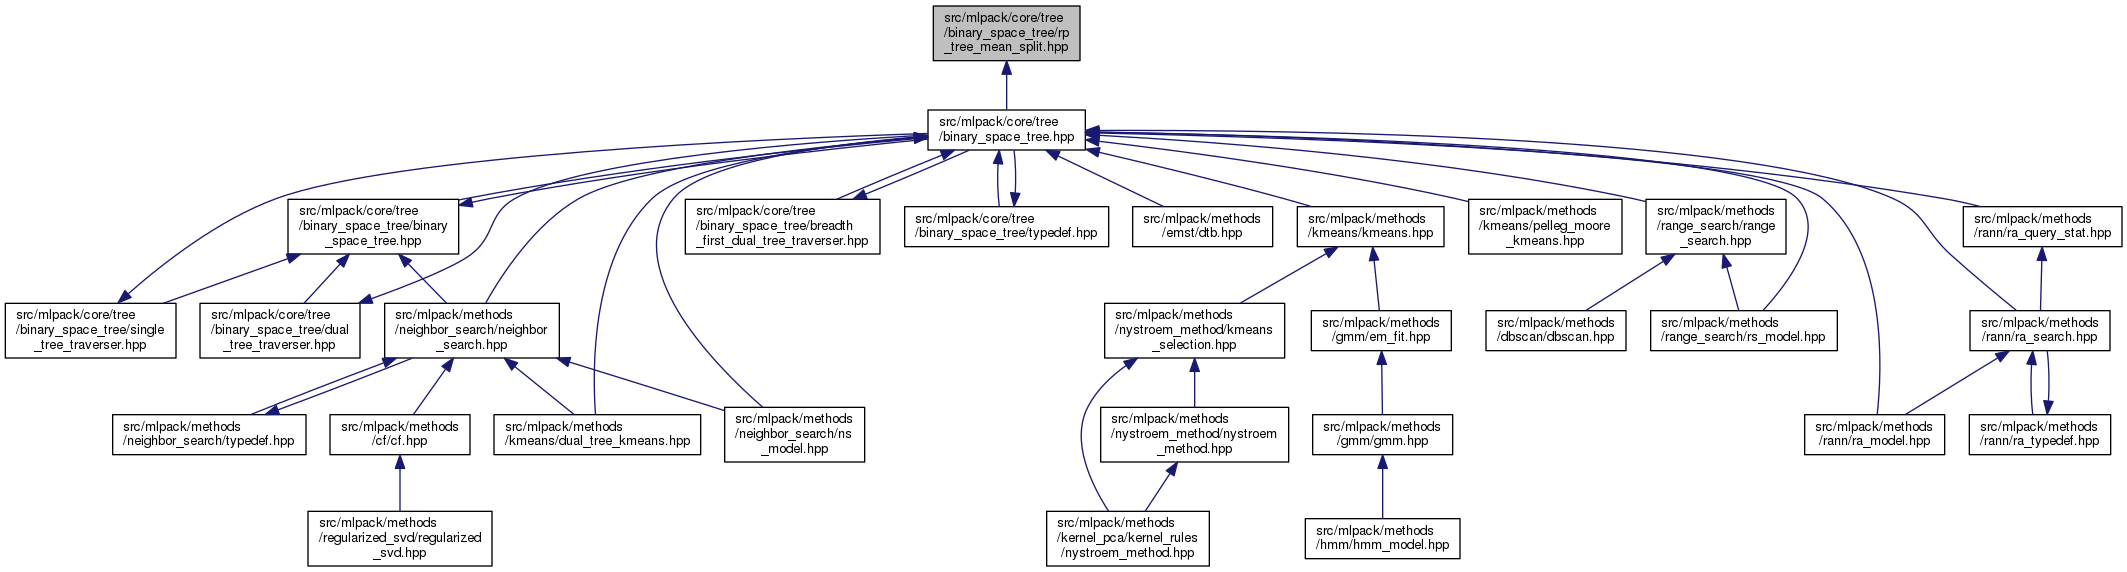 src/mlpack/core/tree
/binary_space_tree/rp
_tree_mean_split.hpp
src/mlpack/core/tree
/binary_space_tree.hpp
src/mlpack/core/tree
/binary_space_tree/binary
_space_tree.hpp
src/mlpack/core/tree
/binary_space_tree/breadth
_first_dual_tree_traverser.hpp
src/mlpack/core/tree
/binary_space_tree/typedef.hpp
src/mlpack/methods
/emst/dtb.hpp
src/mlpack/methods
/kmeans/kmeans.hpp
src/mlpack/methods
/kmeans/pelleg_moore
_kmeans.hpp
src/mlpack/methods
/range_search/range
_search.hpp
src/mlpack/methods
/rann/ra_query_stat.hpp
src/mlpack/core/tree
/binary_space_tree/single
_tree_traverser.hpp
src/mlpack/core/tree
/binary_space_tree/dual
_tree_traverser.hpp
src/mlpack/methods
/neighbor_search/neighbor
_search.hpp
src/mlpack/methods
/nystroem_method/kmeans
_selection.hpp
src/mlpack/methods
/gmm/em_fit.hpp
src/mlpack/methods
/dbscan/dbscan.hpp
src/mlpack/methods
/range_search/rs_model.hpp
src/mlpack/methods
/rann/ra_search.hpp
src/mlpack/methods
/neighbor_search/typedef.hpp
src/mlpack/methods
/cf/cf.hpp
src/mlpack/methods
/kmeans/dual_tree_kmeans.hpp
src/mlpack/methods
/neighbor_search/ns
_model.hpp
src/mlpack/methods
/nystroem_method/nystroem
_method.hpp
src/mlpack/methods
/gmm/gmm.hpp
src/mlpack/methods
/rann/ra_model.hpp
src/mlpack/methods
/rann/ra_typedef.hpp
src/mlpack/methods
/regularized_svd/regularized
_svd.hpp
src/mlpack/methods
/kernel_pca/kernel_rules
/nystroem_method.hpp
src/mlpack/methods
/hmm/hmm_model.hpp